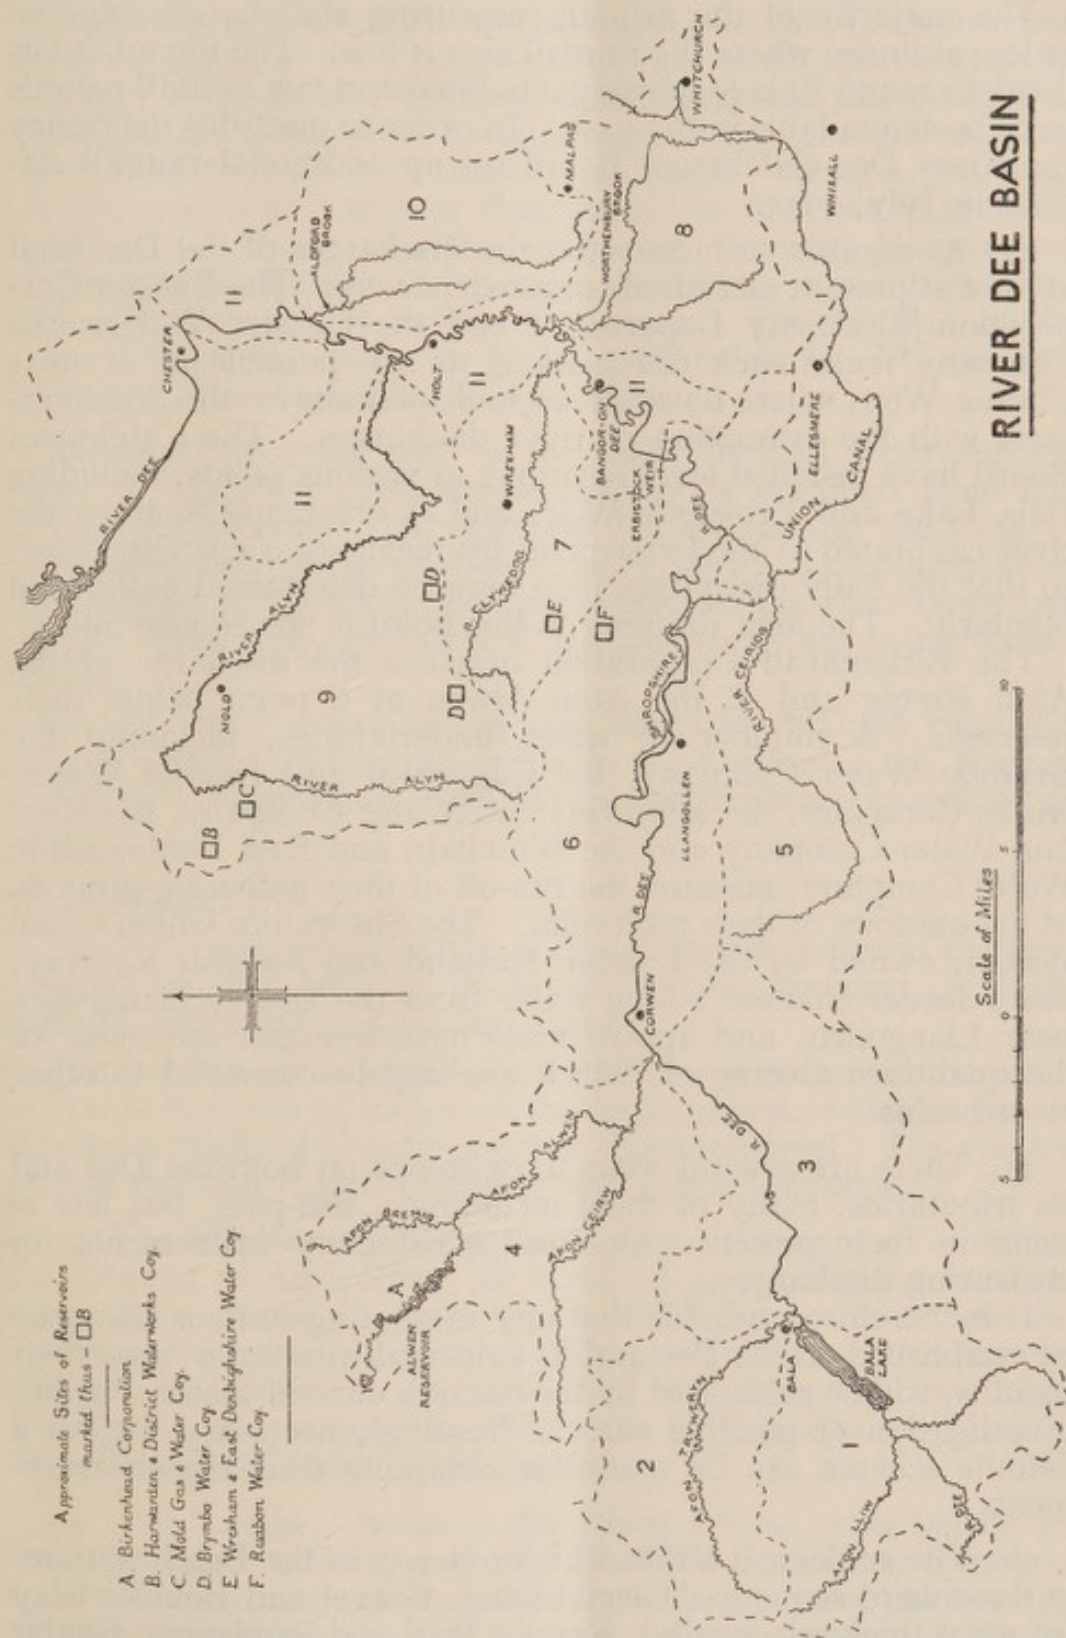 Approximate Sites of Reservoirs
marked thus - □B
A Birkenhead Corporation
B. Hawarden & District Waterworks Coy.
C. Mold Gas & Water Coy.
D. Brymbo Water Coy.
E Wrexham & East Denbighshire Water Coy
F. Ruabon Water Coy.
RIVER DEE
CHESTER
11
ALDFORD
BROOK
10
□B
□C
MOLD
RIVER ALYN
9
RIVER ALYN
11
HOLT
MALPAS
WHITCHURCH
D□
□D
WREXHAM
11
WORTHENBURY
BROOK
R. CLYWEDOG
7
□E
□F
BANGOR-ON-
DEE
11
8
ERBISTOCK
WEIR
AFON
BRENIG
A
ALWEN
RESERVOIR
AFON ALWEN
4
AFON CEIRW
6
CORWEN
R. DEE
LLANGOLLEN
SHROPSHIRE
R. DEE
WHIXALL
ELLESMERE
UNION CANAL
RIVER CEIRIOG
5
R. DEE
3
2
AFON TRYWERYN
BALA
BALA
LAKE
1
AFON LLIW
R. DEE
Scale of Miles
5 0 5 10
RIVER DEE BASIN